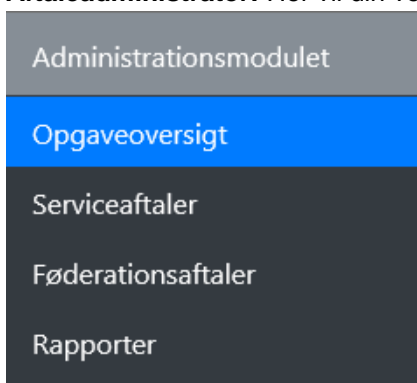 Administrationsmodulet
Opgaveoversigt
Serviceaftaler
Føderationsaftaler
Rapporter